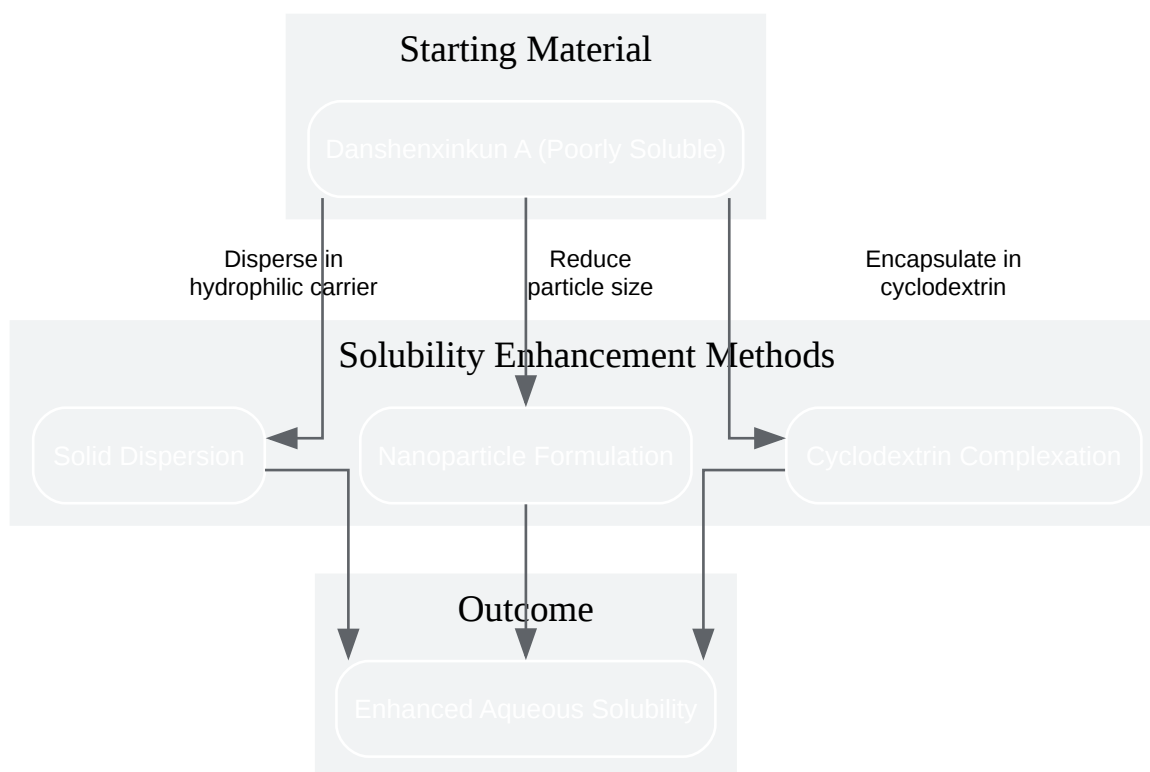 Starting Material
Danshenxinkun A (Poorly Soluble)
Disperse in
hydrophilic carrier
Reduce
particle size
Encapsulate in
cyclodextrin
Solubility Enhancement Methods
Solid Dispersion
Nanoparticle Formulation
Cyclodextrin Complexation
Outcome
Enhanced Aqueous Solubility